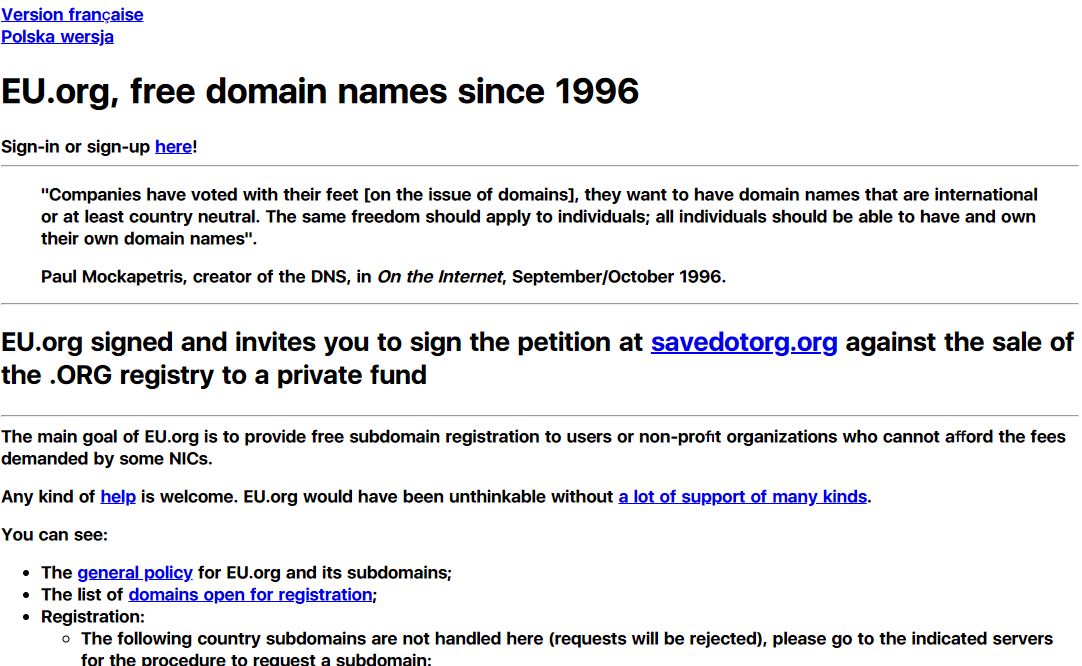 Version française
Polska wersja
EU.org, free domain names since 1996
Sign-in or sign-up here!
"Companies have voted with their feet [on the issue of domains], they want to have domain names that are international
or at least country neutral. The same freedom should apply to individuals; all individuals should be able to have and own
their own domain names".
Paul Mockapetris, creator of the DNS, in On the Internet, September/October 1996.
EU.org signed and invites you to sign the petition at savedotorg.org against the sale of
the .ORG registry to a private fund
The main goal of EU.org is to provide free subdomain registration to users or non-profit organizations who cannot afford the fees
demanded by some NICs.
Any kind of help is welcome. EU.org would have been unthinkable without a lot of support of many kinds.
You can see:
• The general policy for EU.org and its subdomains;
• The list of domains open for registration;
• Registration:
◦ The following country subdomains are not handled here (requests will be rejected), please go to the indicated servers
for the procedure to request a subdomain: